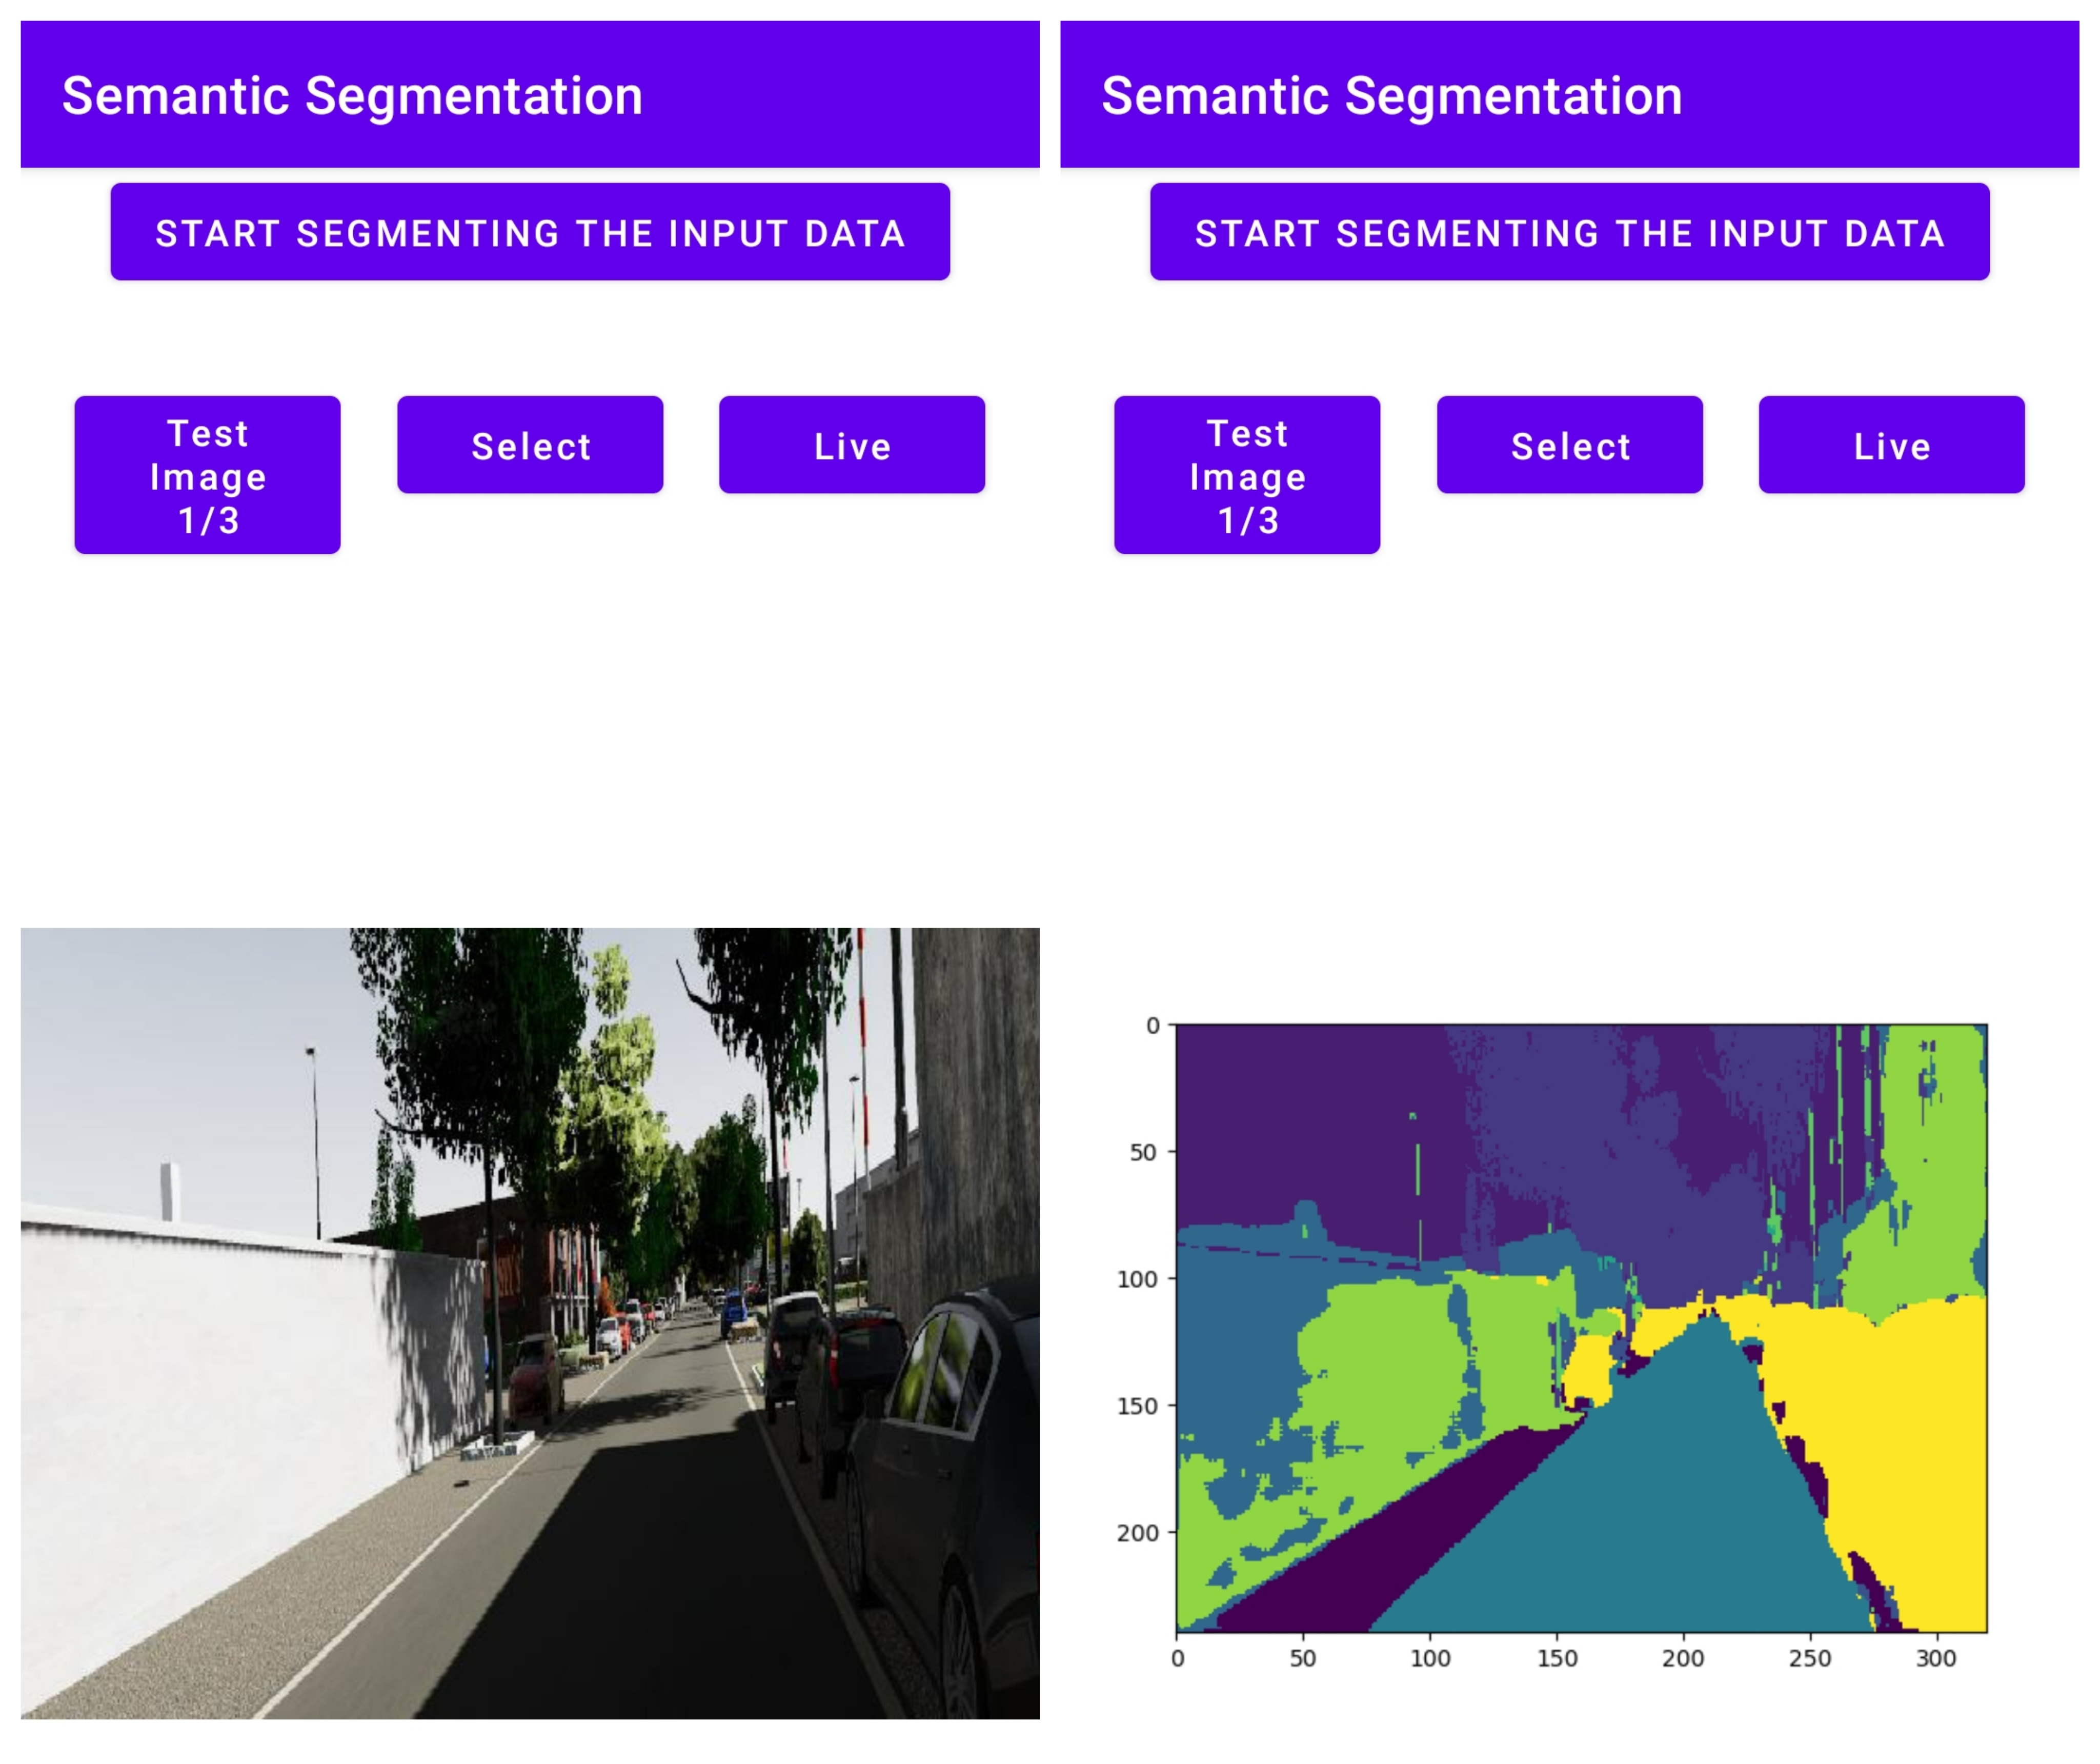 Semantic Segmentation
START SEGMENTING THE INPUT DATA
Test
Image
1/3
Select
Live
Semantic Segmentation
START SEGMENTING THE INPUT DATA
Test
Image
1/3
Select
Live
0
50
100
150
200
0 50 100 150 200 250 300